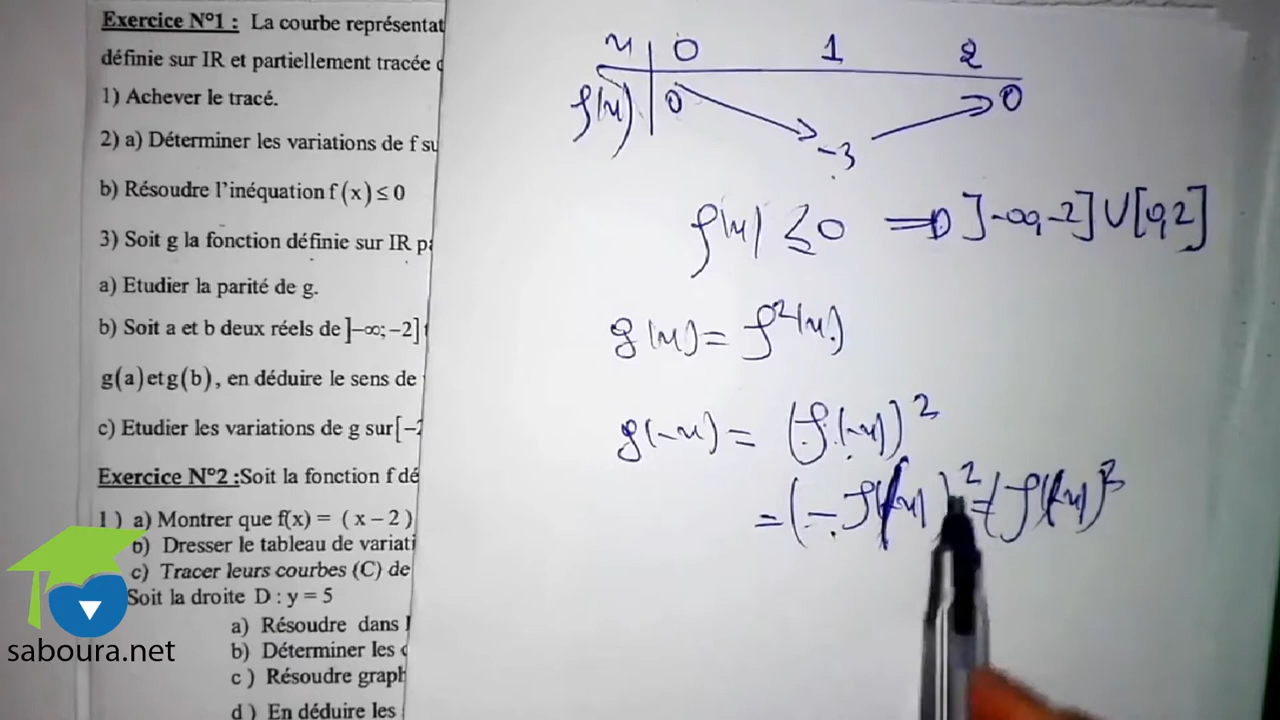 Exercice N°1 : La courbe représentat
définie sur IR et partiellement tracée
1) Achever le tracé.
2) a) Déterminer les variations de f su
b) Résoudre l'inéquation f(x) ≤ 0
3) Soit g la fonction définie sur IR pa
a) Etudier la parité de g.
b) Soit a et b deux réels de ]−∞;−2]
g(a) et g(b), en déduire le sens de
c) Etudier les variations de g sur [−2
Exercice N°2 :Soit la fonction f dé
1 ) a) Montrer que f(x) = ( x − 2 )
b) Dresser le tableau de variati
c) Tracer leurs courbes (C) de
Soit la droite D : y = 5
a) Résoudre dans
b) Déterminer les
c ) Résoudre graph
d ) En déduire les
saboura.net
x 0 1 2
f(x) 0 -3 0
f(x) ≤ 0 ⇒ ]-∞,-2] U [0,2]
g(x) = f²(x)
g(-x) = (f(-x))²
= (-f(x))² = (f(x))²